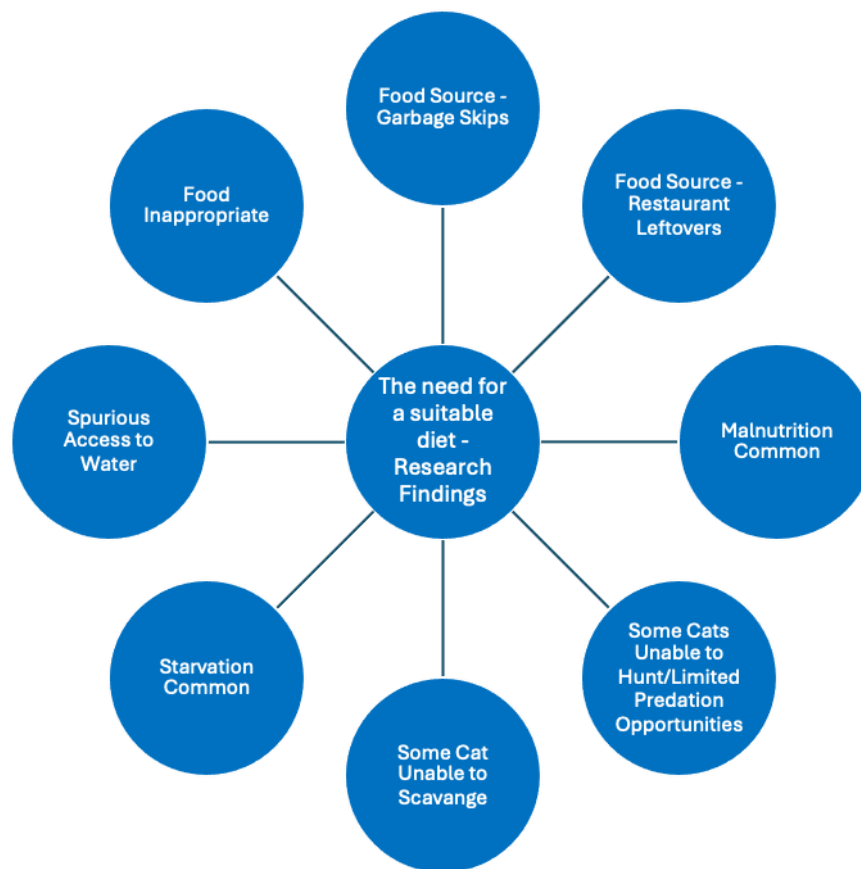 Food Source -
Garbage Skips
Food Source -
Restaurant
Leftovers
Malnutrition
Common
Some Cats
Unable to
Hunt/Limited
Predation
Opportunities
Some Cat
Unable to
Scavange
Starvation
Common
Spurious
Access to
Water
Food
Inappropriate
The need for
a suitable
diet -
Research
Findings